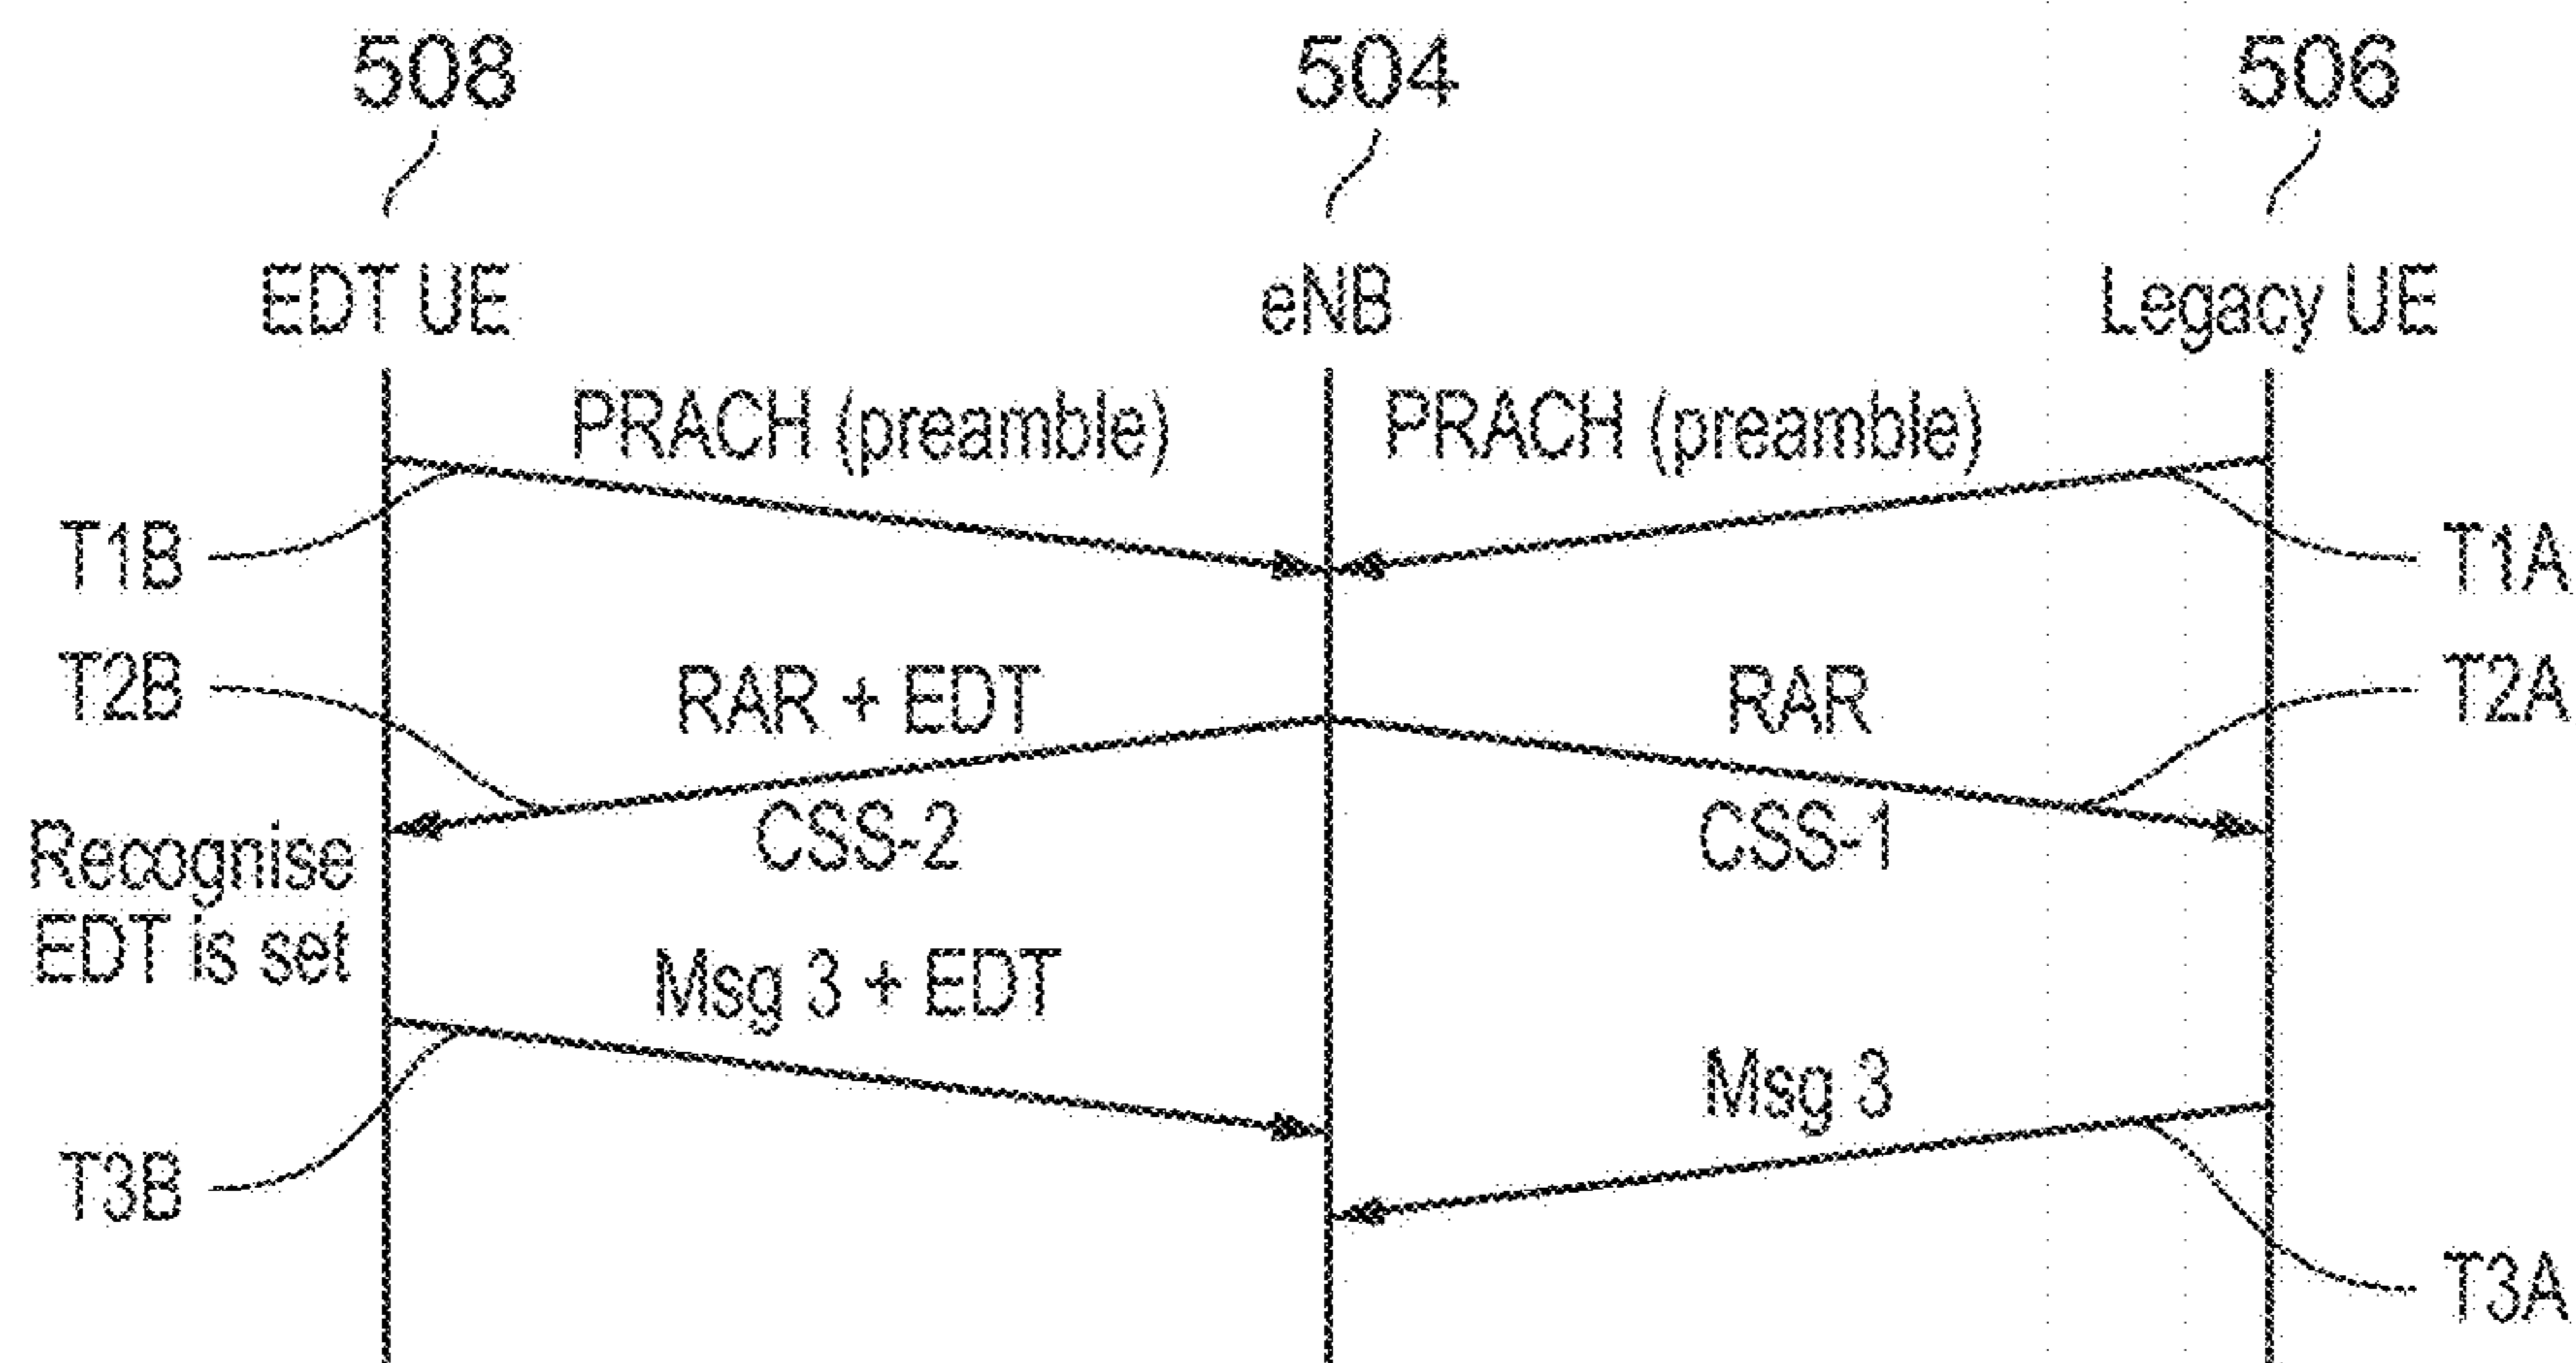 508
504
506
EDT UE
eNB
Legacy UE
PRACH (preamble)
PRACH (preamble)
T1B
T1A
T2B
RAR + EDT
RAR
T2A
CSS-2
CSS-1
Recognise
EDT is set
Msg 3 + EDT
Msg 3
T3B
T3A